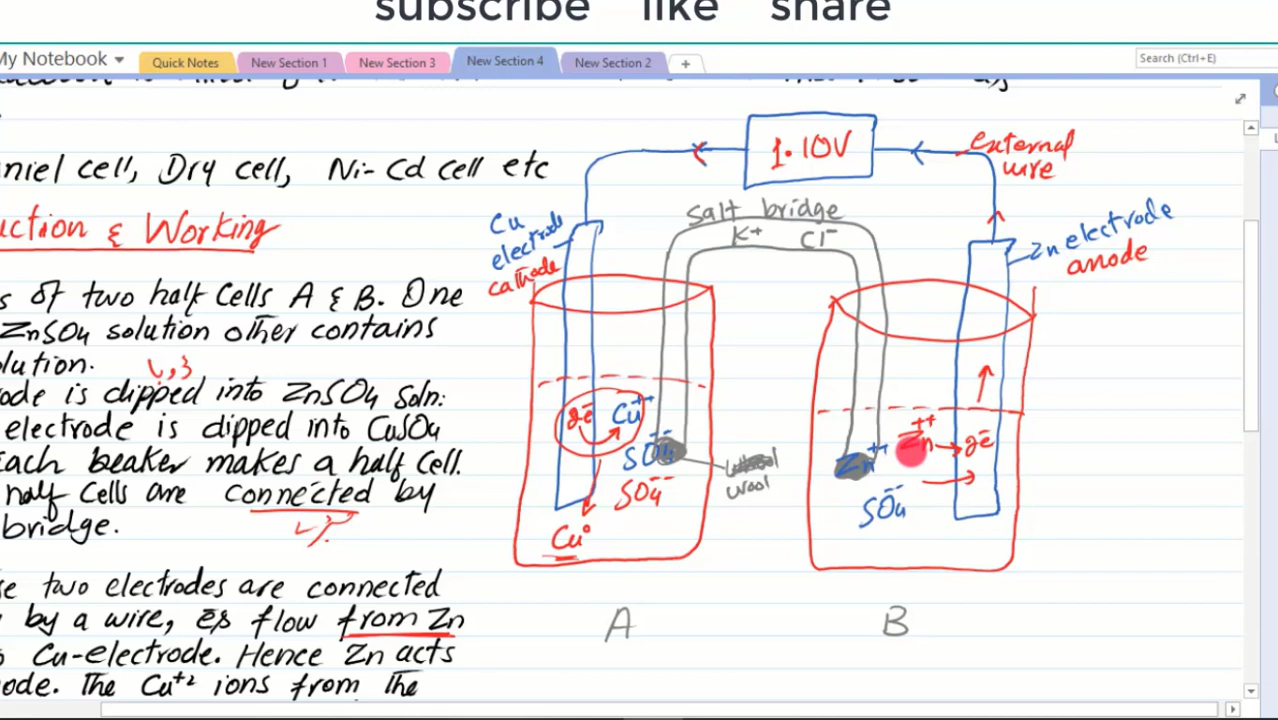 subscribe like share
My Notebook
Quick Notes
New Section 1
New Section 3
New Section 4
New Section 2
+
Search (Ctrl+E)
niel cell, Dry cell, Ni-Cd cell etc
uction & Working
s of two half Cells A & B. One
ZnSO4 solution other contains
olution.
ode is dipped into ZnSO4 Soln:
electrode is dipped into CuSO4
Each beaker makes a half Cell.
half Cells are connected by
bridge.
se two electrodes are connected
by a wire, es flow from Zn
o Cu-electrode. Hence Zn acts
ode. The Cu+2 ions from the
1.10V
external
wire
Salt bridge
K+ Cl-
Cu
electrode
cathode
Zn electrode
anode
2e- Cu++
SO4--
SO4--
Cu°
wool
Zn++
Zn++ 2e-
SO4--
A
B